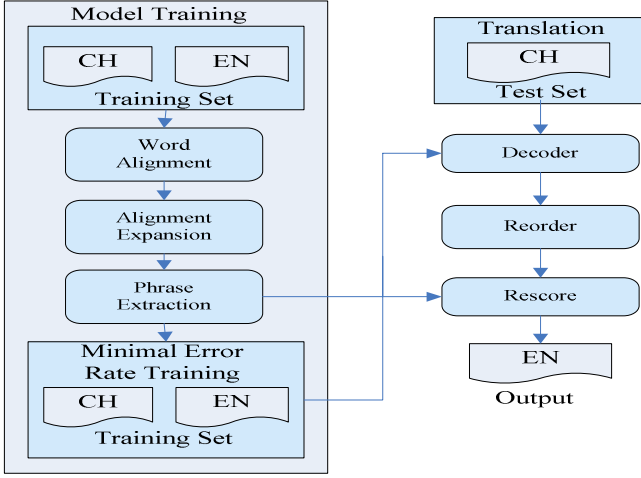 Model Training
CH
EN
Training Set
Word
Alignment
Alignment
Expansion
Phrase
Extraction
Minimal Error
Rate Training
CH
EN
Training Set
Translation
CH
Test Set
Decoder
Reorder
Rescore
EN
Output